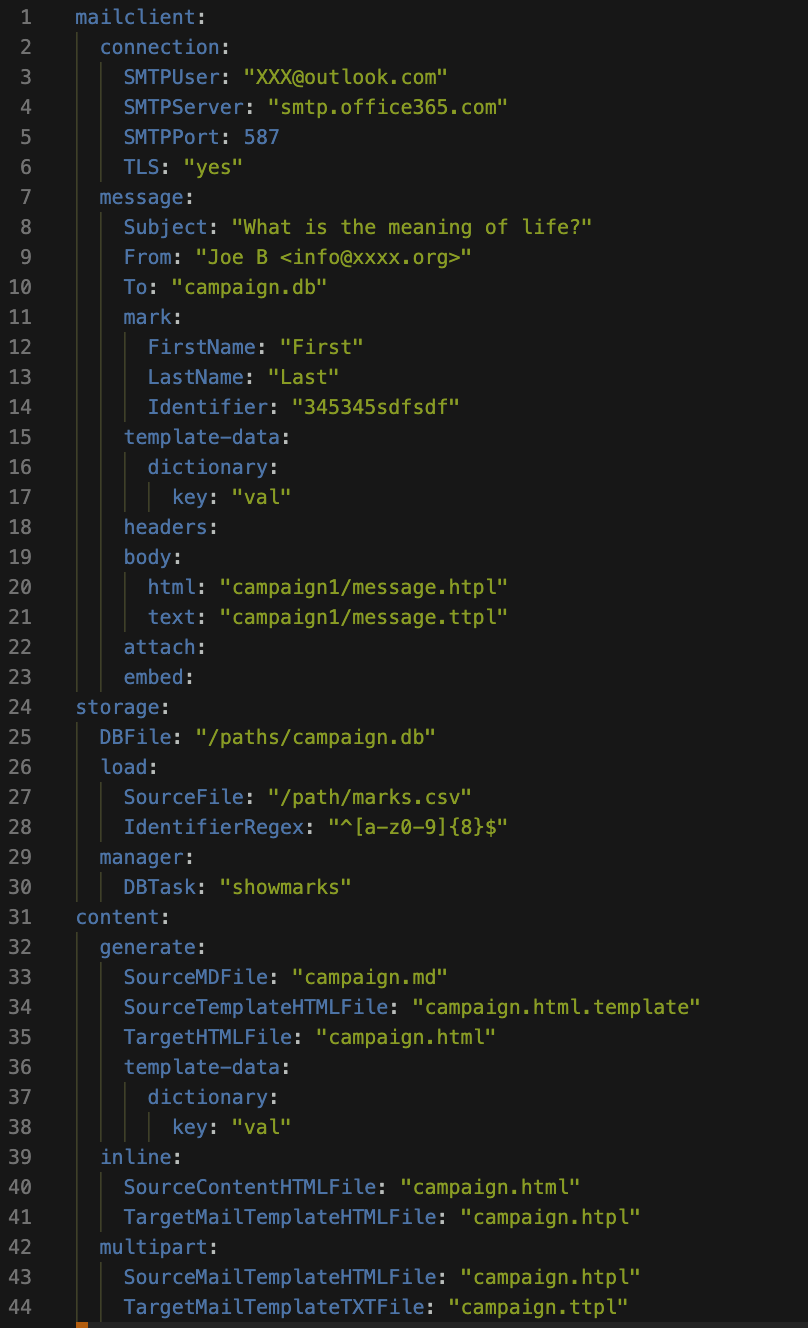 1 mailclient:
2   connection:
3     SMTPUser: "XXX@outlook.com"
4     SMTPServer: "smtp.office365.com"
5     SMTPPort: 587
6     TLS: "yes"
7   message:
8     Subject: "What is the meaning of life?"
9     From: "Joe B <info@xxxx.org>"
10     To: "campaign.db"
11     mark:
12       FirstName: "First"
13       LastName: "Last"
14       Identifier: "345345sdfsdf"
15     template-data:
16       dictionary:
17         key: "val"
18     headers:
19     body:
20       html: "campaign1/message.htpl"
21       text: "campaign1/message.ttpl"
22     attach:
23     embed:
24 storage:
25   DBFile: "/paths/campaign.db"
26   load:
27     SourceFile: "/path/marks.csv"
28     IdentifierRegex: "^[a-z0-9]{8}$"
29   manager:
30     DBTask: "showmarks"
31 content:
32   generate:
33     SourceMDFile: "campaign.md"
34     SourceTemplateHTMLFile: "campaign.html.template"
35     TargetHTMLFile: "campaign.html"
36     template-data:
37       dictionary:
38         key: "val"
39   inline:
40     SourceContentHTMLFile: "campaign.html"
41     TargetMailTemplateHTMLFile: "campaign.htpl"
42   multipart:
43     SourceMailTemplateHTMLFile: "campaign.htpl"
44     TargetMailTemplateTXTFile: "campaign.ttpl"